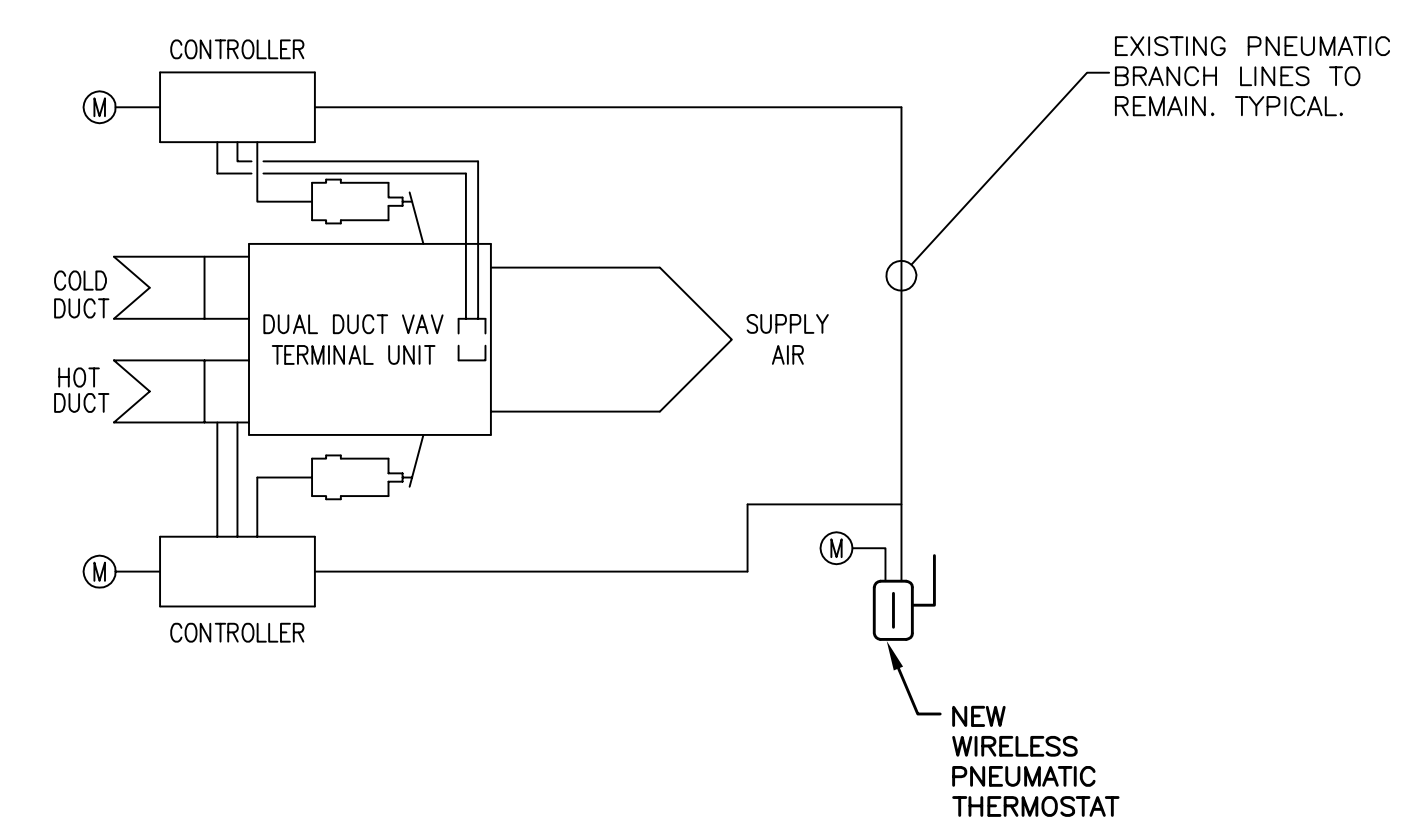 CONTROLLER
EXISTING PNEUMATIC
BRANCH LINES TO
REMAIN. TYPICAL.
M
COLD
DUCT
DUAL DUCT VAV
TERMINAL UNIT
SUPPLY
AIR
HOT
DUCT
M
M
CONTROLLER
NEW
WIRELESS
PNEUMATIC
THERMOSTAT